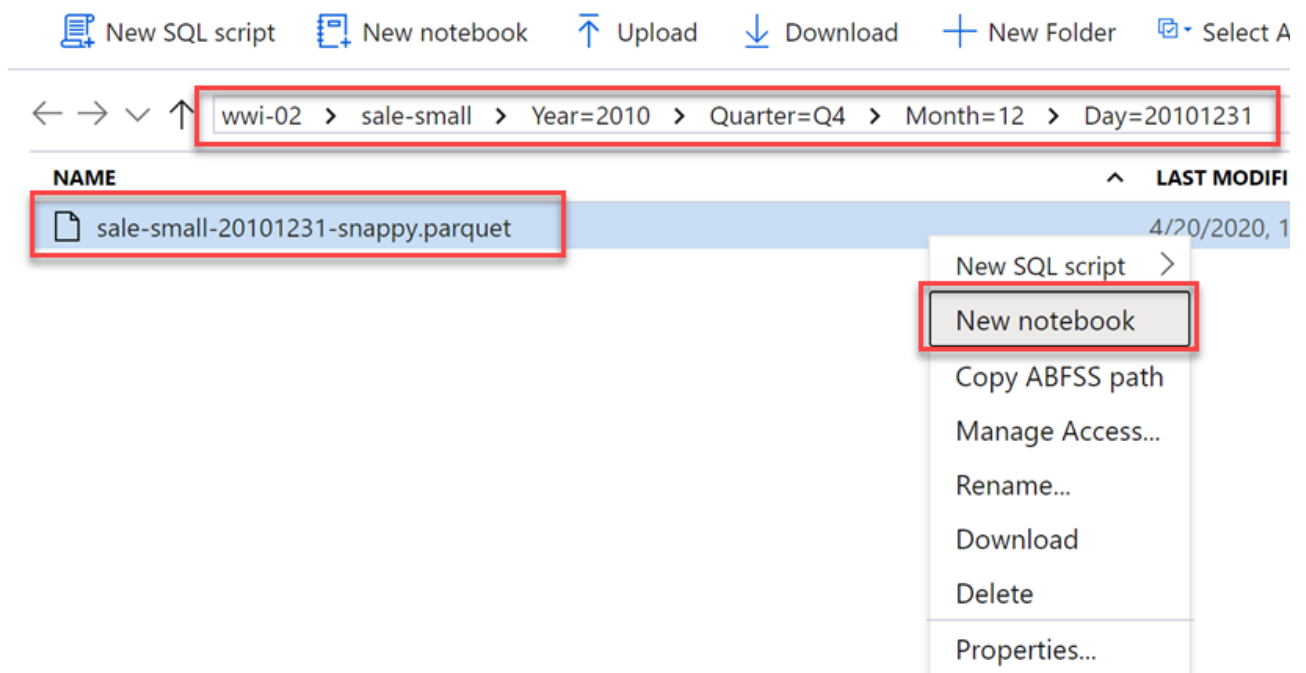 New SQL script New notebook Upload Download New Folder Select A
wwi-02 > sale-small > Year=2010 > Quarter=Q4 > Month=12 > Day=20101231
NAME LAST MODIFI
sale-small-20101231-snappy.parquet 4/20/2020, 1
New SQL script >
New notebook
Copy ABFSS path
Manage Access...
Rename...
Download
Delete
Properties...